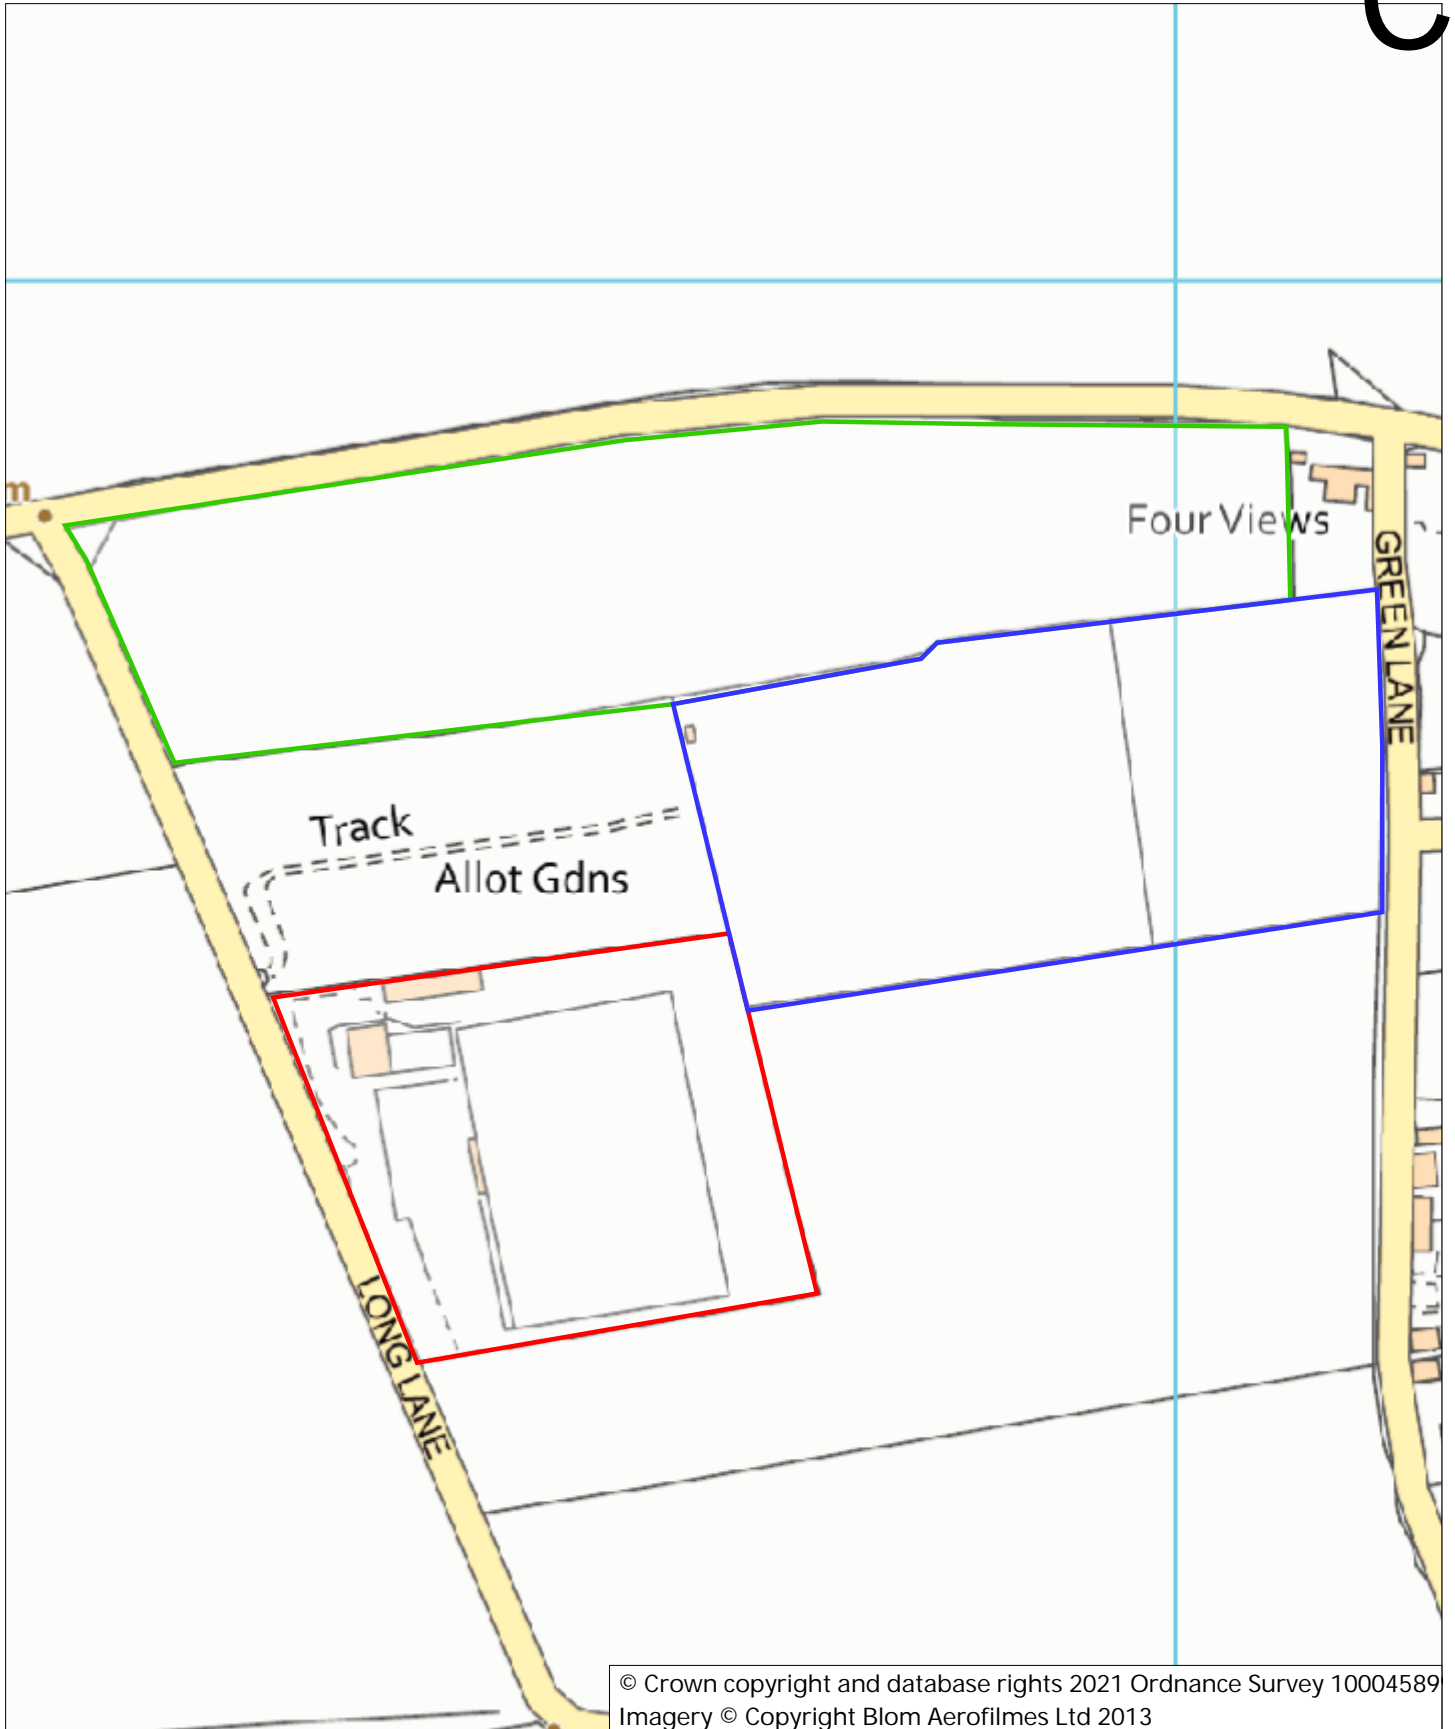 Four Views
GREEN LANE
Track
Allot Gdns
LONG LANE
© Crown copyright and database rights 2021 Ordnance Survey 10004589
Imagery © Copyright Blom Aerofilmes Ltd 2013